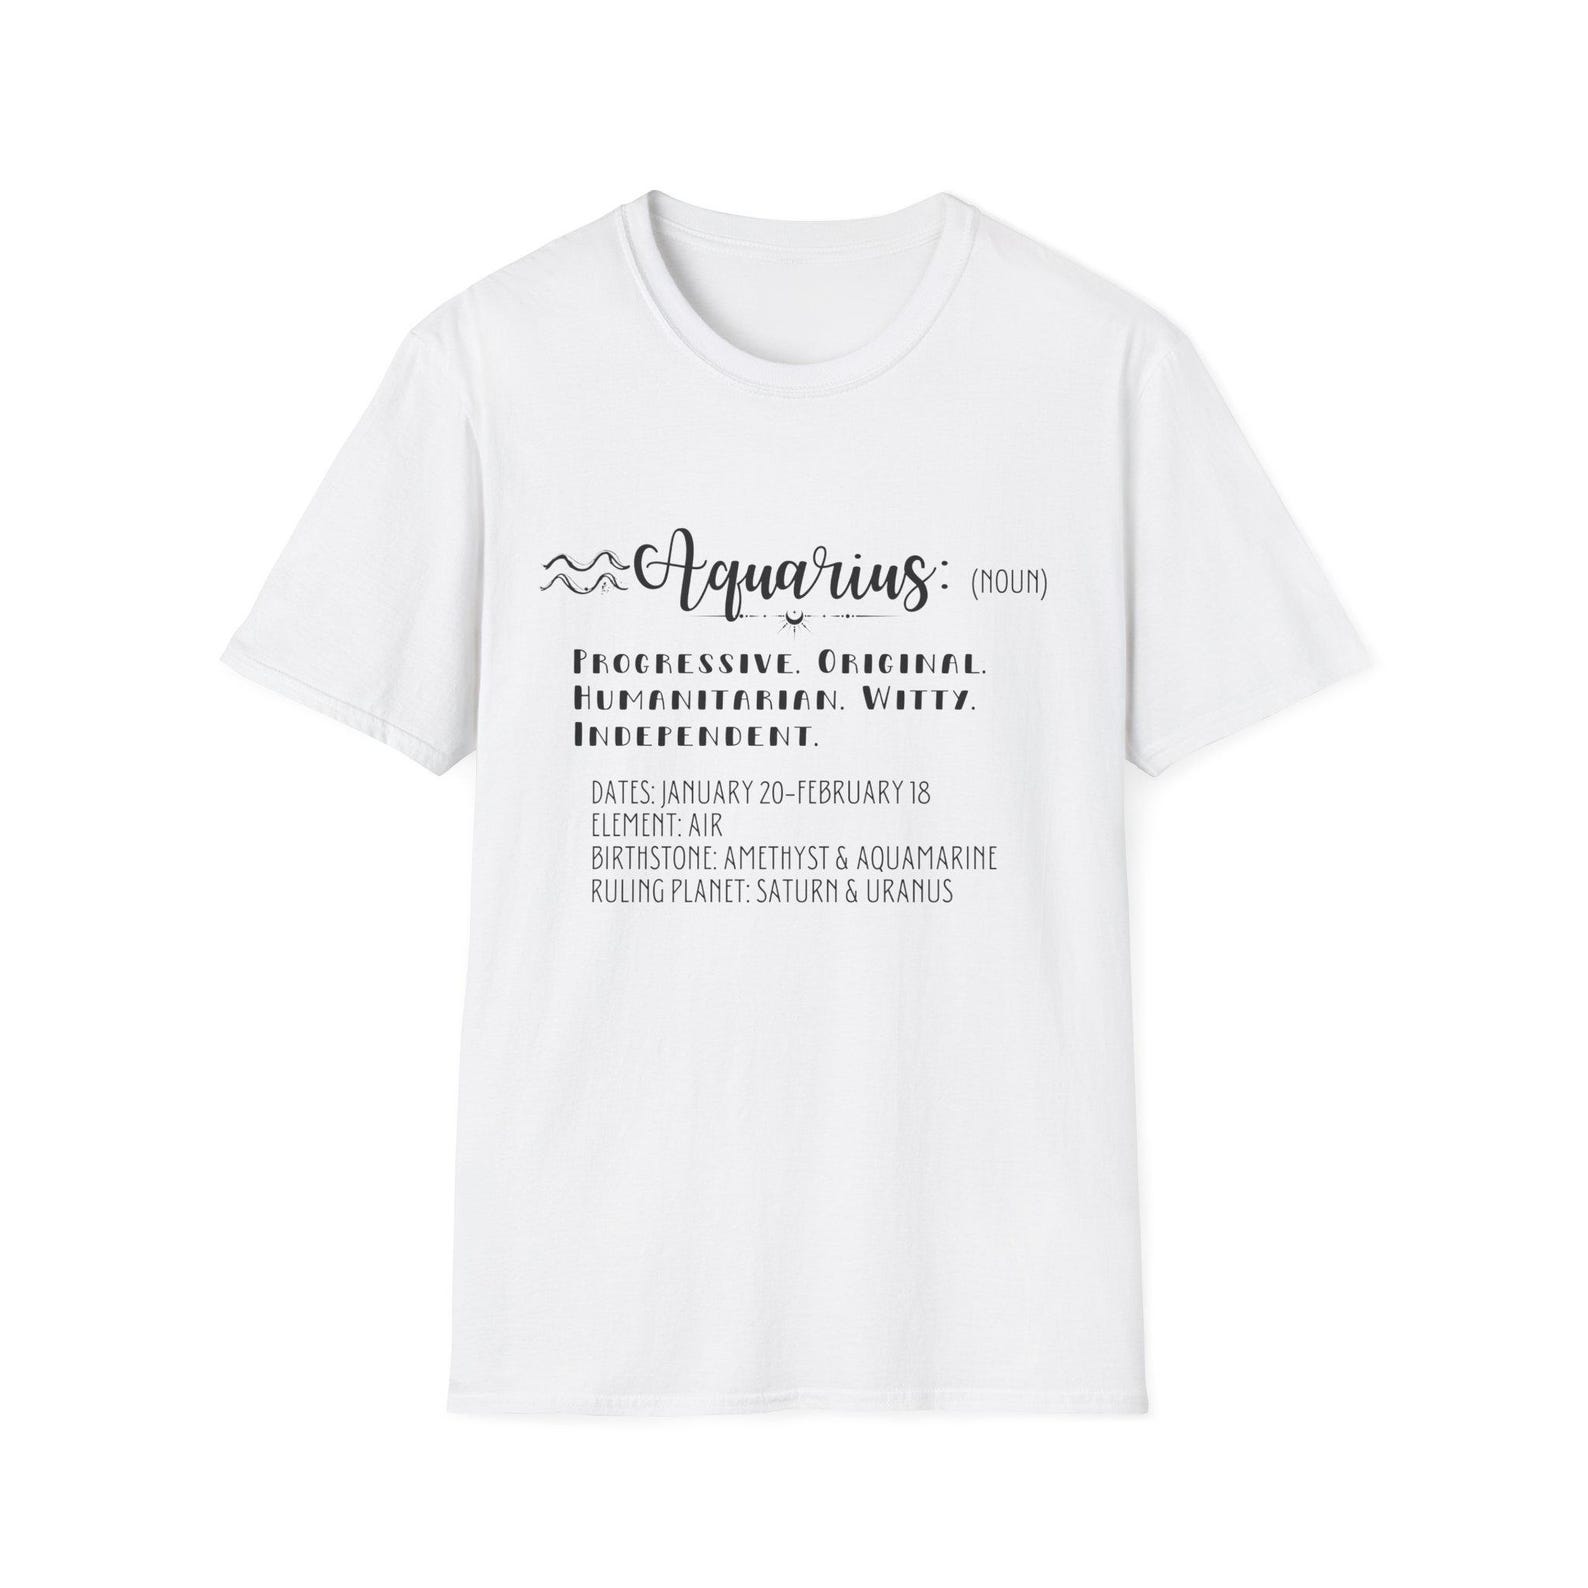 Aquarius: (NOUN)
PROGRESSIVE. ORIGINAL.
HUMANITARIAN. WITTY.
INDEPENDENT.
DATES: JANUARY 20-FEBRUARY 18
ELEMENT: AIR
BIRTHSTONE: AMETHYST & AQUAMARINE
RULING PLANET: SATURN & URANUS